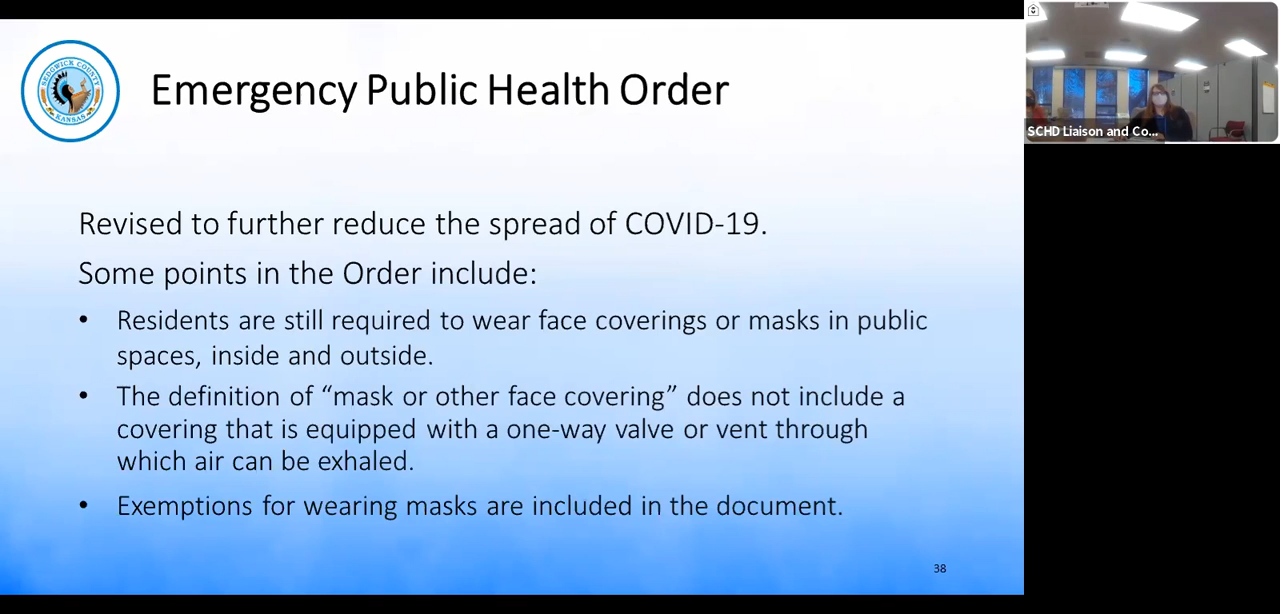 Emergency Public Health Order
SEDGWICK COUNTY
KANSAS
Revised to further reduce the spread of COVID-19.
Some points in the Order include:
• Residents are still required to wear face coverings or masks in public
spaces, inside and outside.
• The definition of “mask or other face covering” does not include a
covering that is equipped with a one-way valve or vent through
which air can be exhaled.
• Exemptions for wearing masks are included in the document.
38
SCHD Liaison and Co...